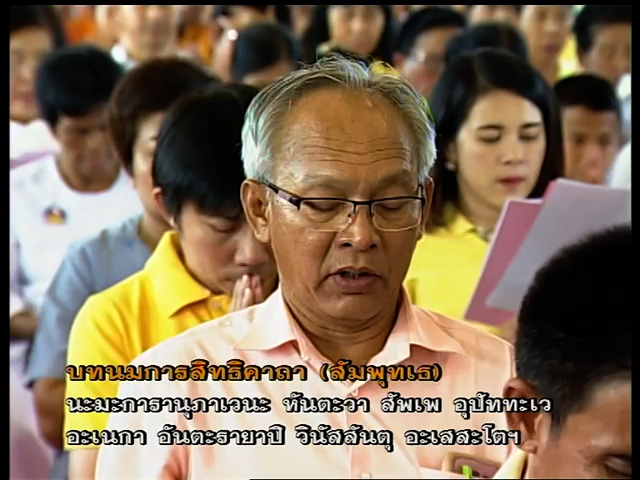 บทนมการสิทธิคาถา (สัมพุทเธ)
นะมะการานุภาเวนะ หันตะวา สัพเพ อุปัททะเว
อะเนกา อันตะรายาปิ วินัสสันตุ อะเสสะโตฯ